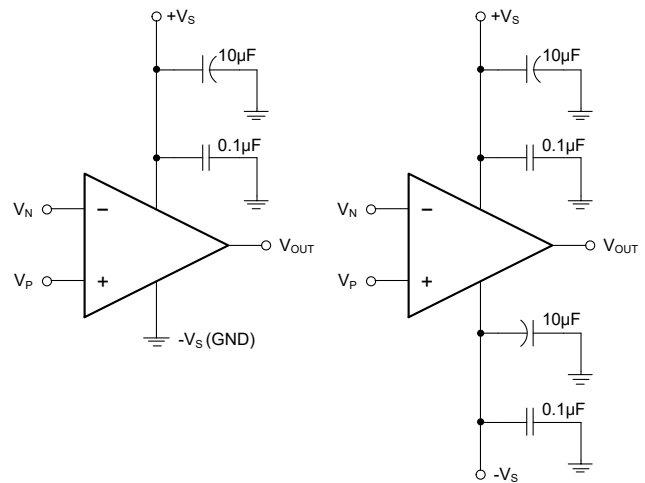 +VS
10µF
0.1µF
VN
−
VOUT
VP
+
-VS (GND)
+VS
10µF
0.1µF
VN
−
VOUT
VP
+
10µF
0.1µF
-VS